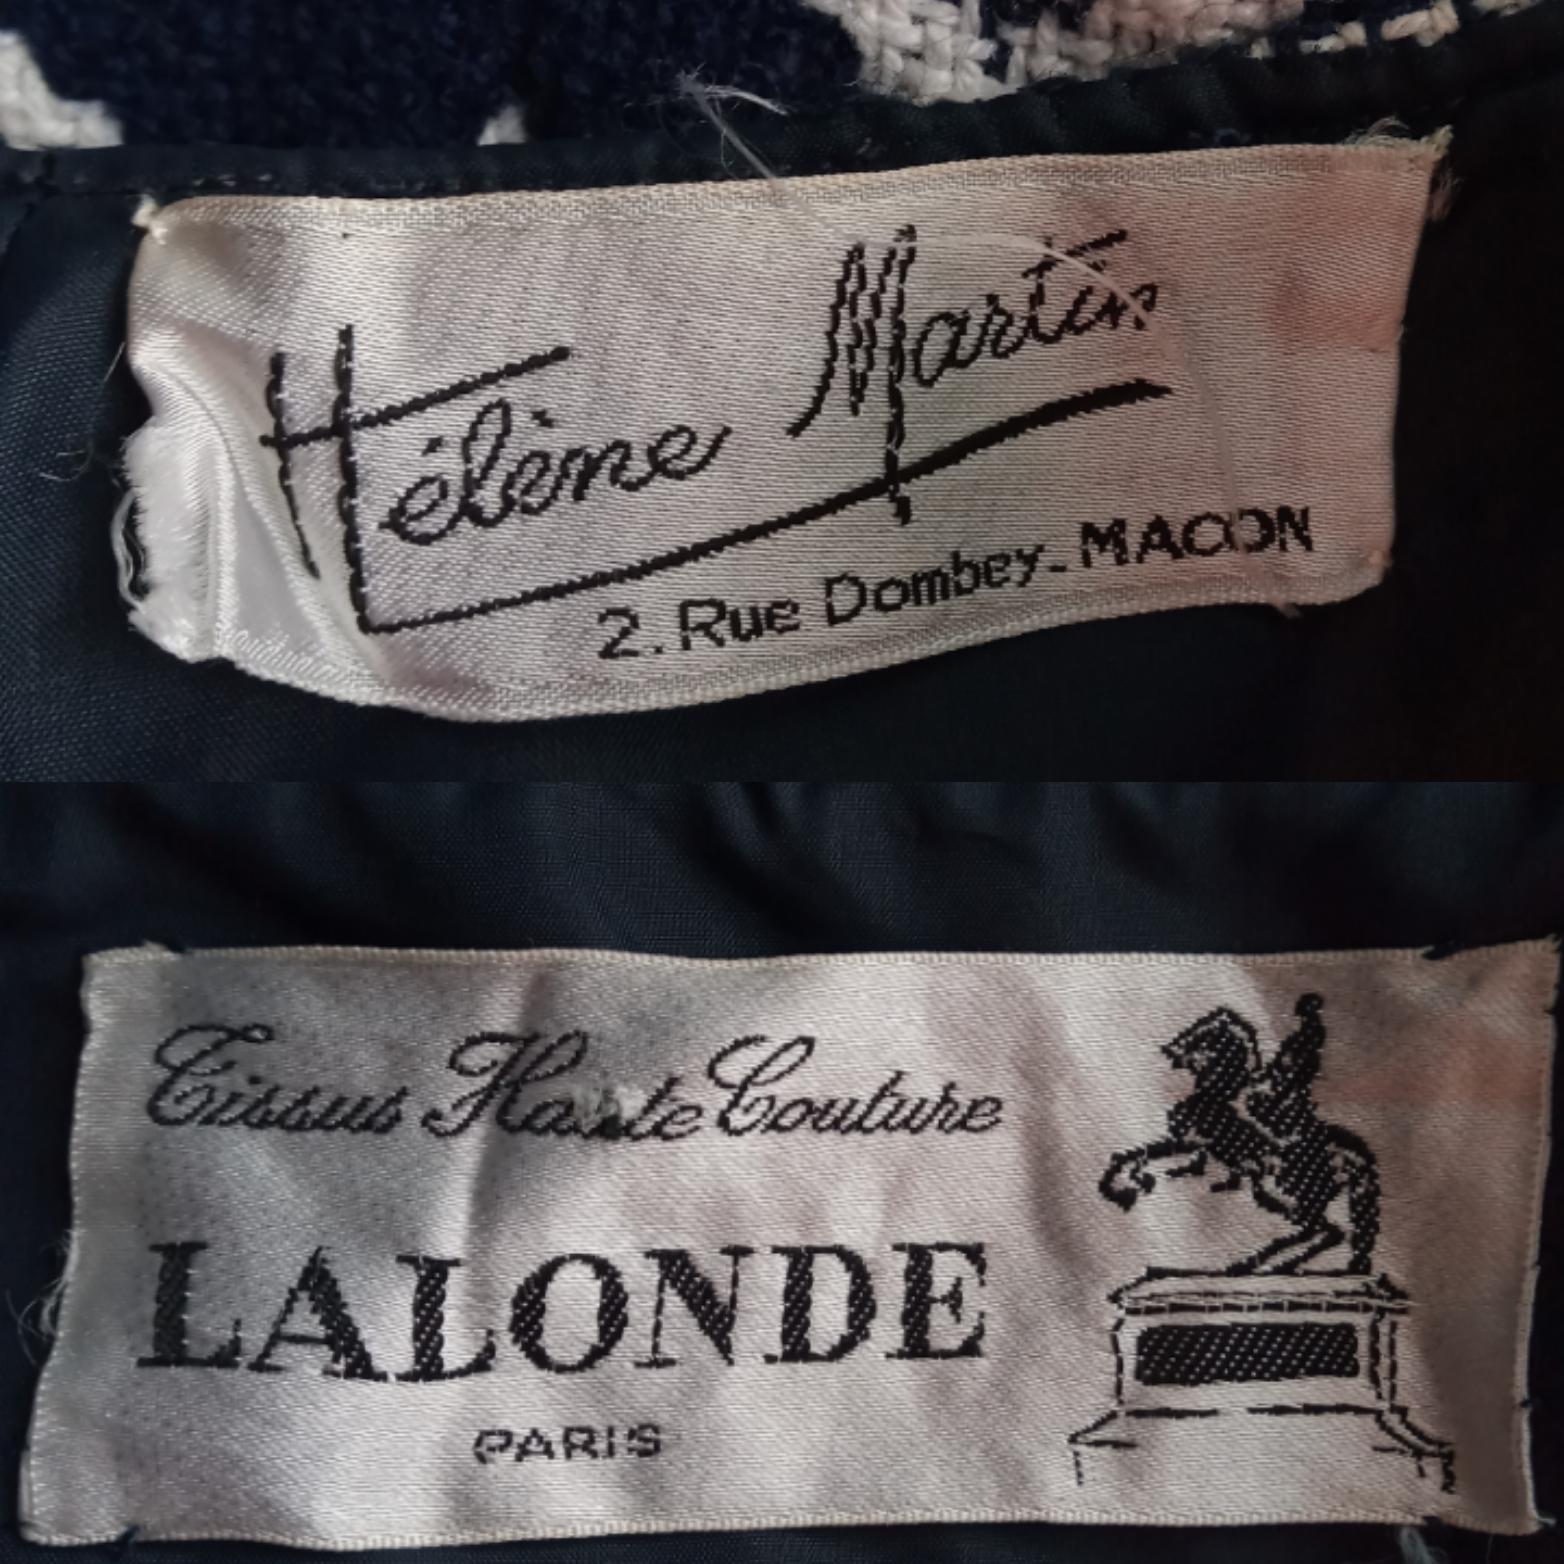 Hélène Martin
2. Rue Dombey_MACON
Tissus Haute Couture
LALONDE
PARIS